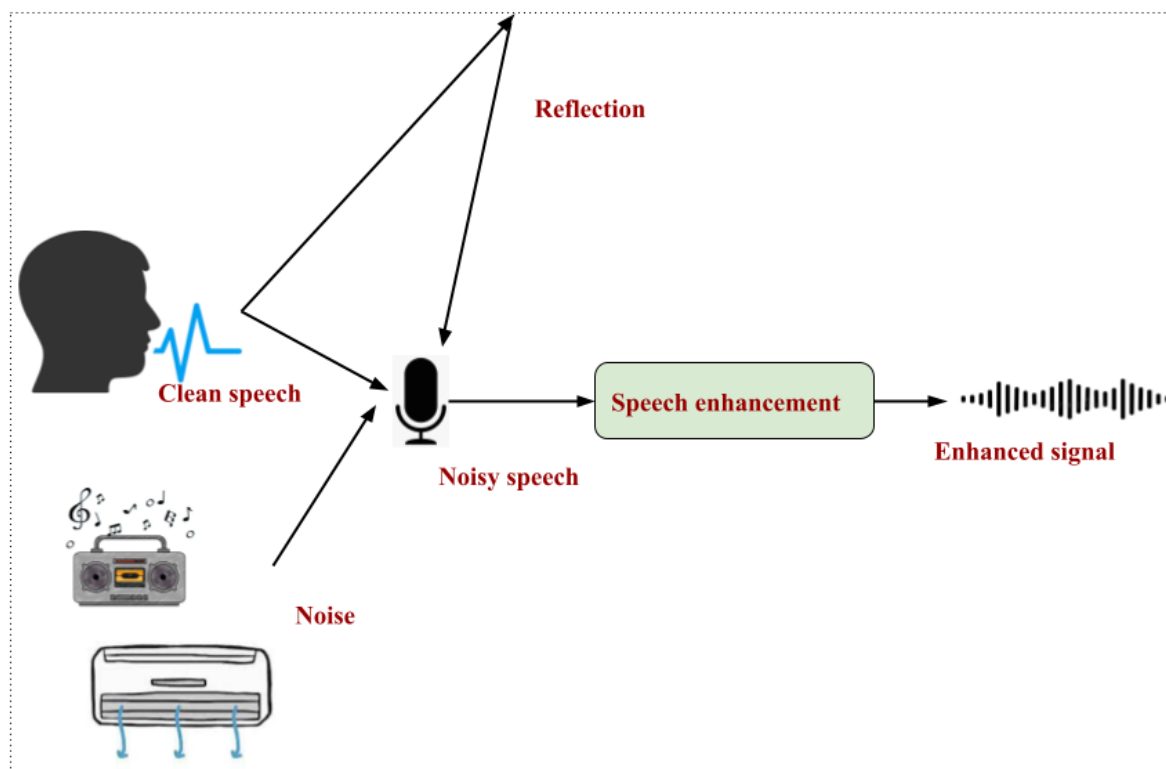 Reflection
Clean speech
Speech enhancement
Enhanced signal
Noisy speech
Noise